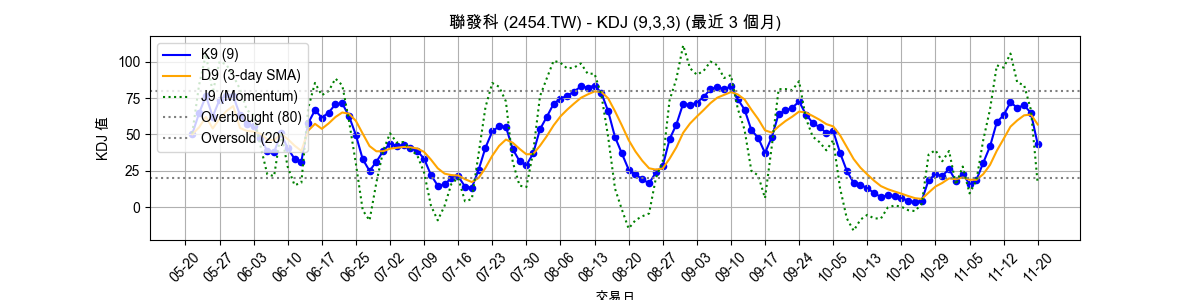 聯發科 (2454.TW) - KDJ (9,3,3) (最近 3 個月)
K9 (9)
D9 (3-day SMA)
J9 (Momentum)
Overbought (80)
Oversold (20)
KDJ 值
100
75
50
25
0
05-20 05-27 06-03 06-10 06-17 06-25 07-02 07-09 07-16 07-23 07-30 08-06 08-13 08-20 08-27 09-03 09-10 09-17 09-24 10-05 10-13 10-20 10-29 11-05 11-12 11-20
交易日